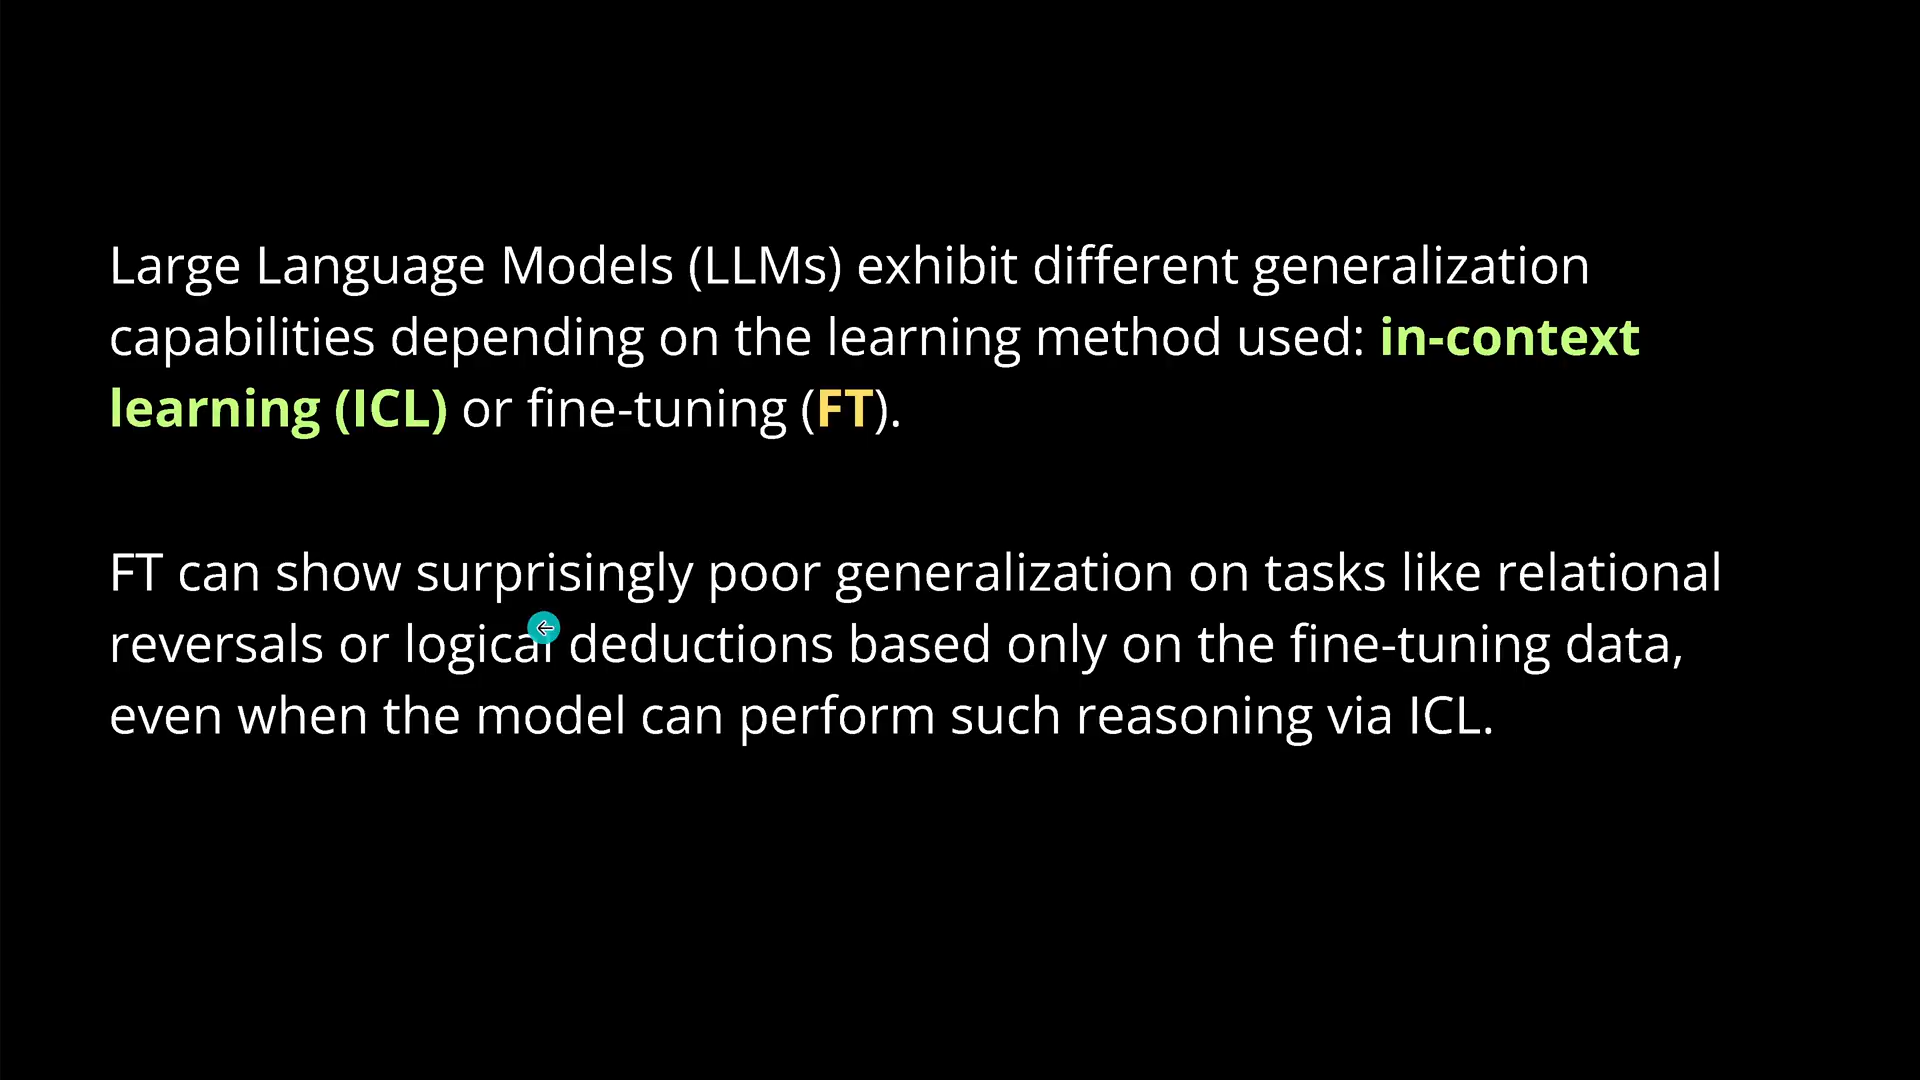 Large Language Models (LLMs) exhibit different generalization
capabilities depending on the learning method used: in-context
learning (ICL) or fine-tuning (FT).
FT can show surprisingly poor generalization on tasks like relational
reversals or logical deductions based only on the fine-tuning data,
even when the model can perform such reasoning via ICL.